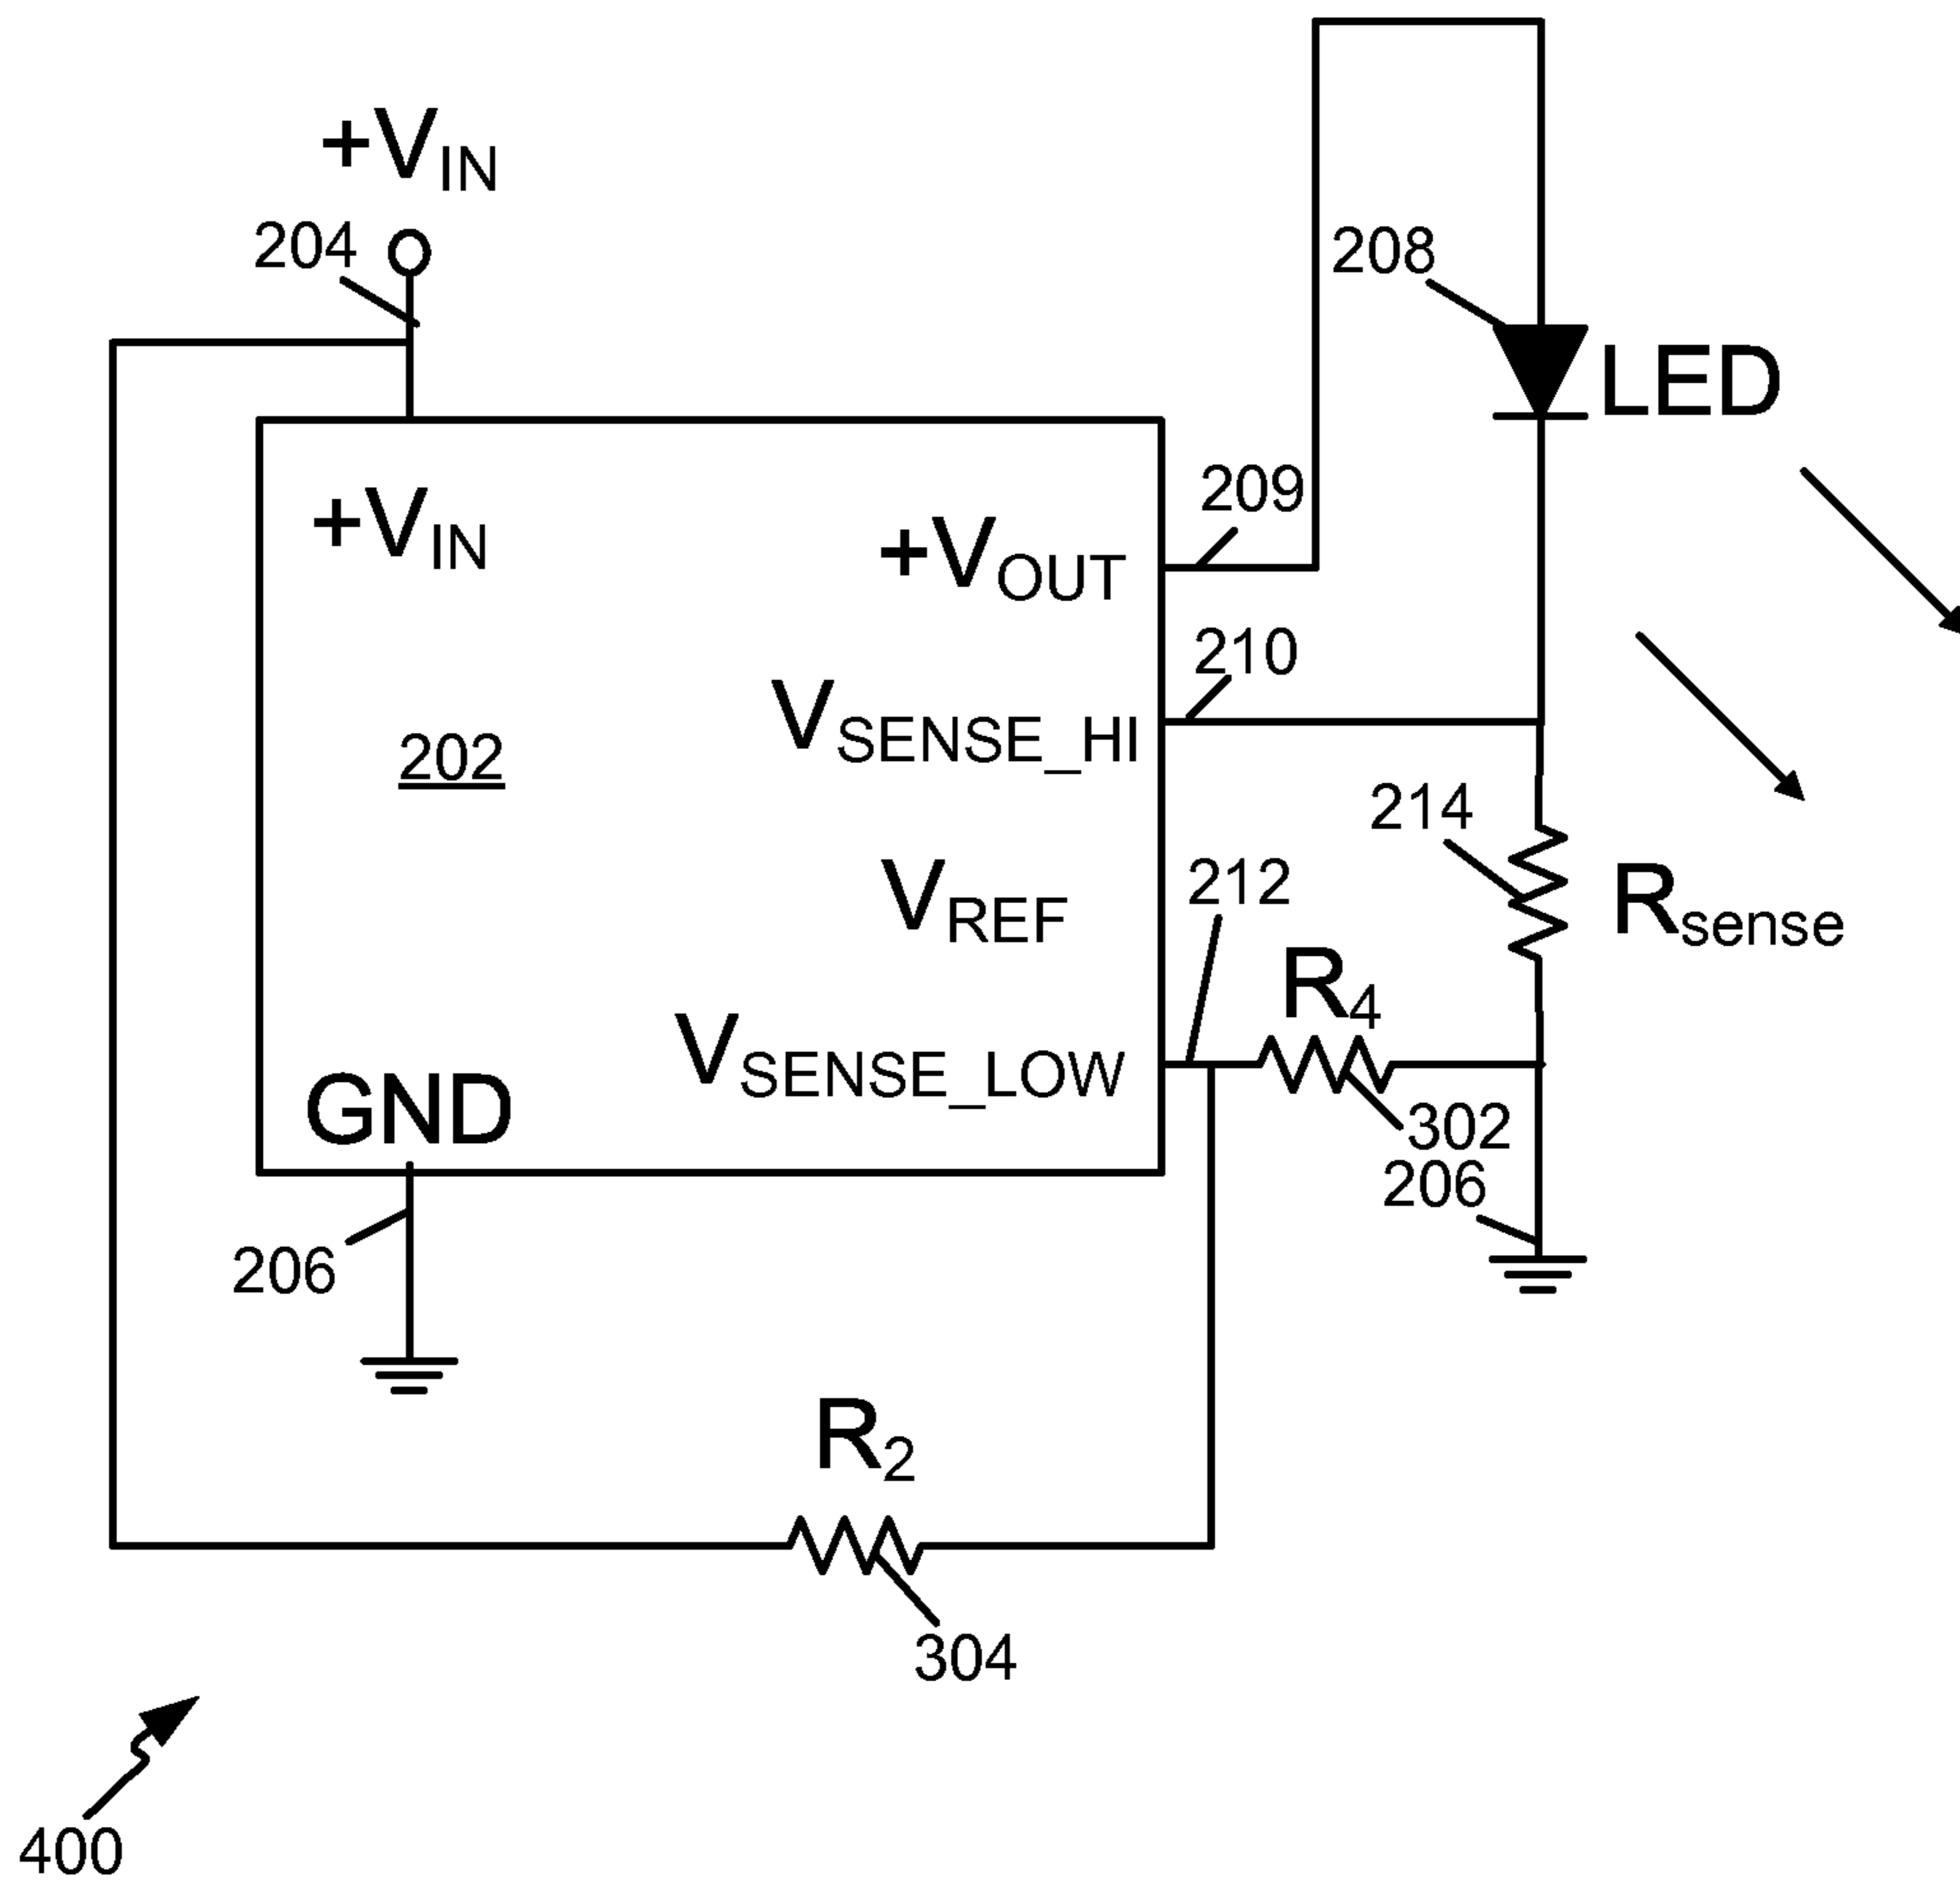 +VIN
204
208
LED
+VIN
209
+VOUT
210
VSENSE_HI
202
214
212
VREF
Rsense
R4
VSENSE_LOW
GND
302
206
206
R2
304
400